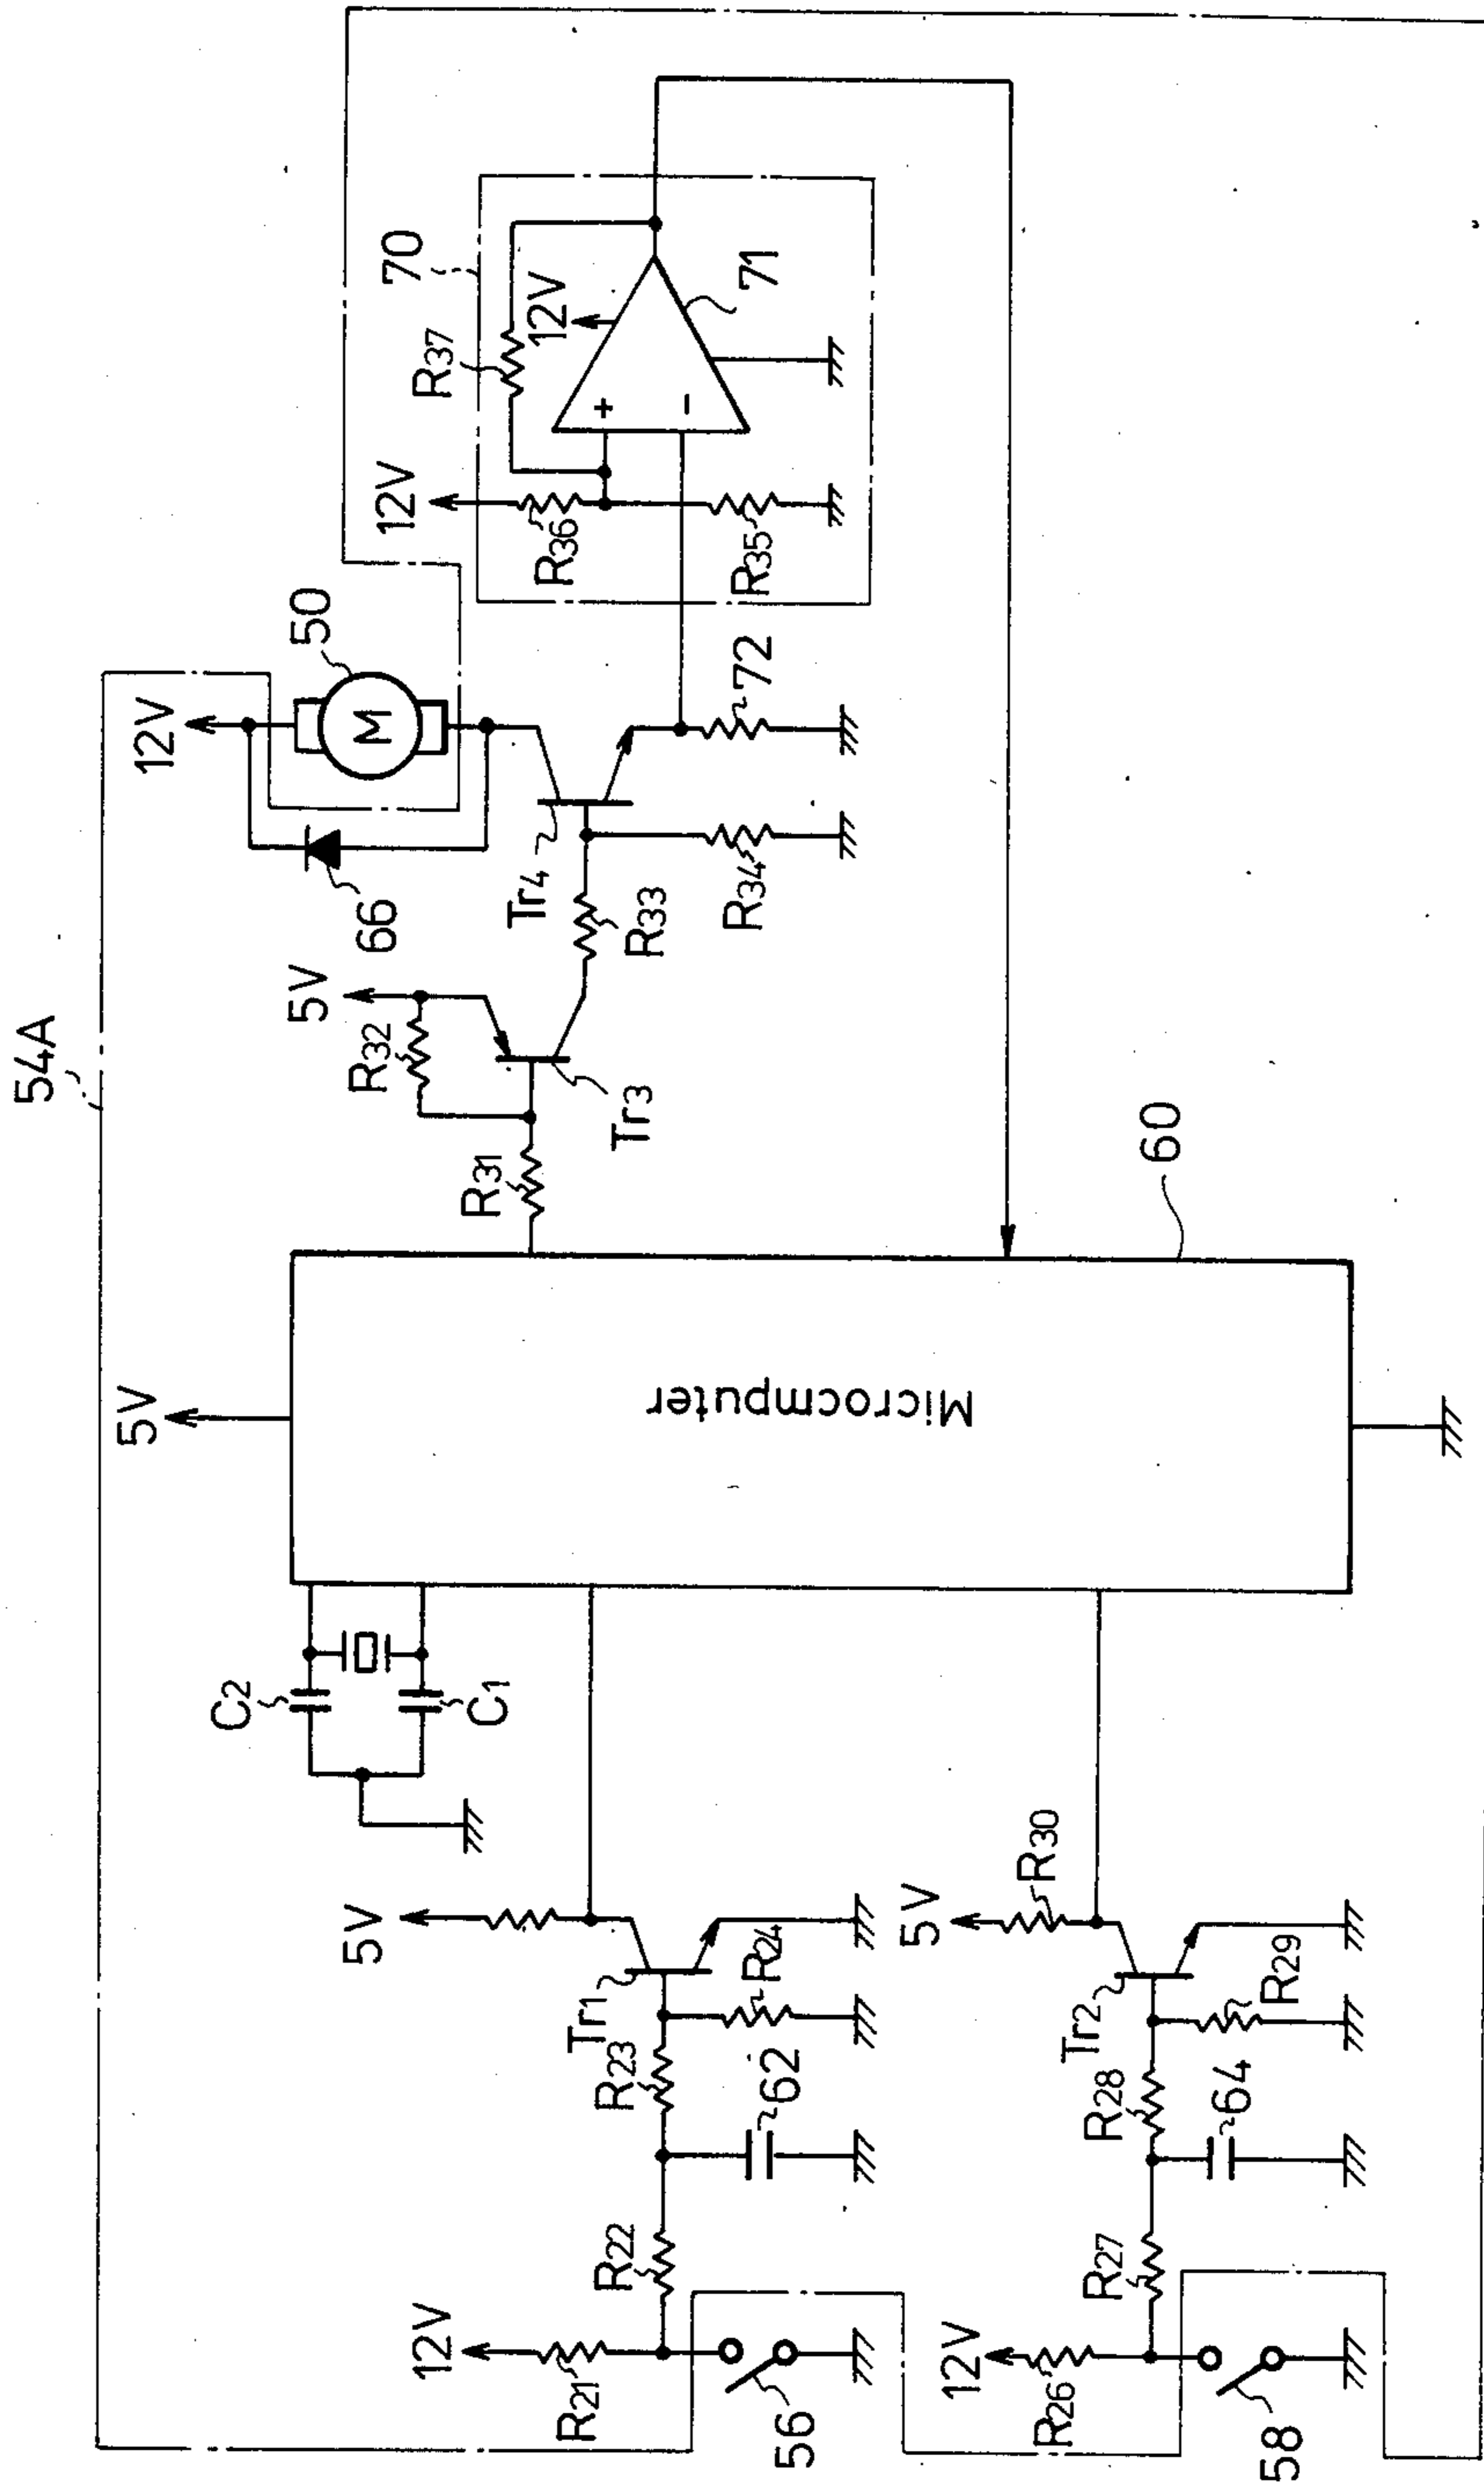 54A
12V
50
M
66
Tr4
R33
R34
72
70
12V
R36
R35
R37
12V
+
-
71
5V
R32
R31
Tr3
5V
Microcmputer
60
C2
C1
5V
Tr1
R23
R24
62
R22
12V
R21
56
5V
R30
Tr2
R28
R29
64
R27
12V
R26
58